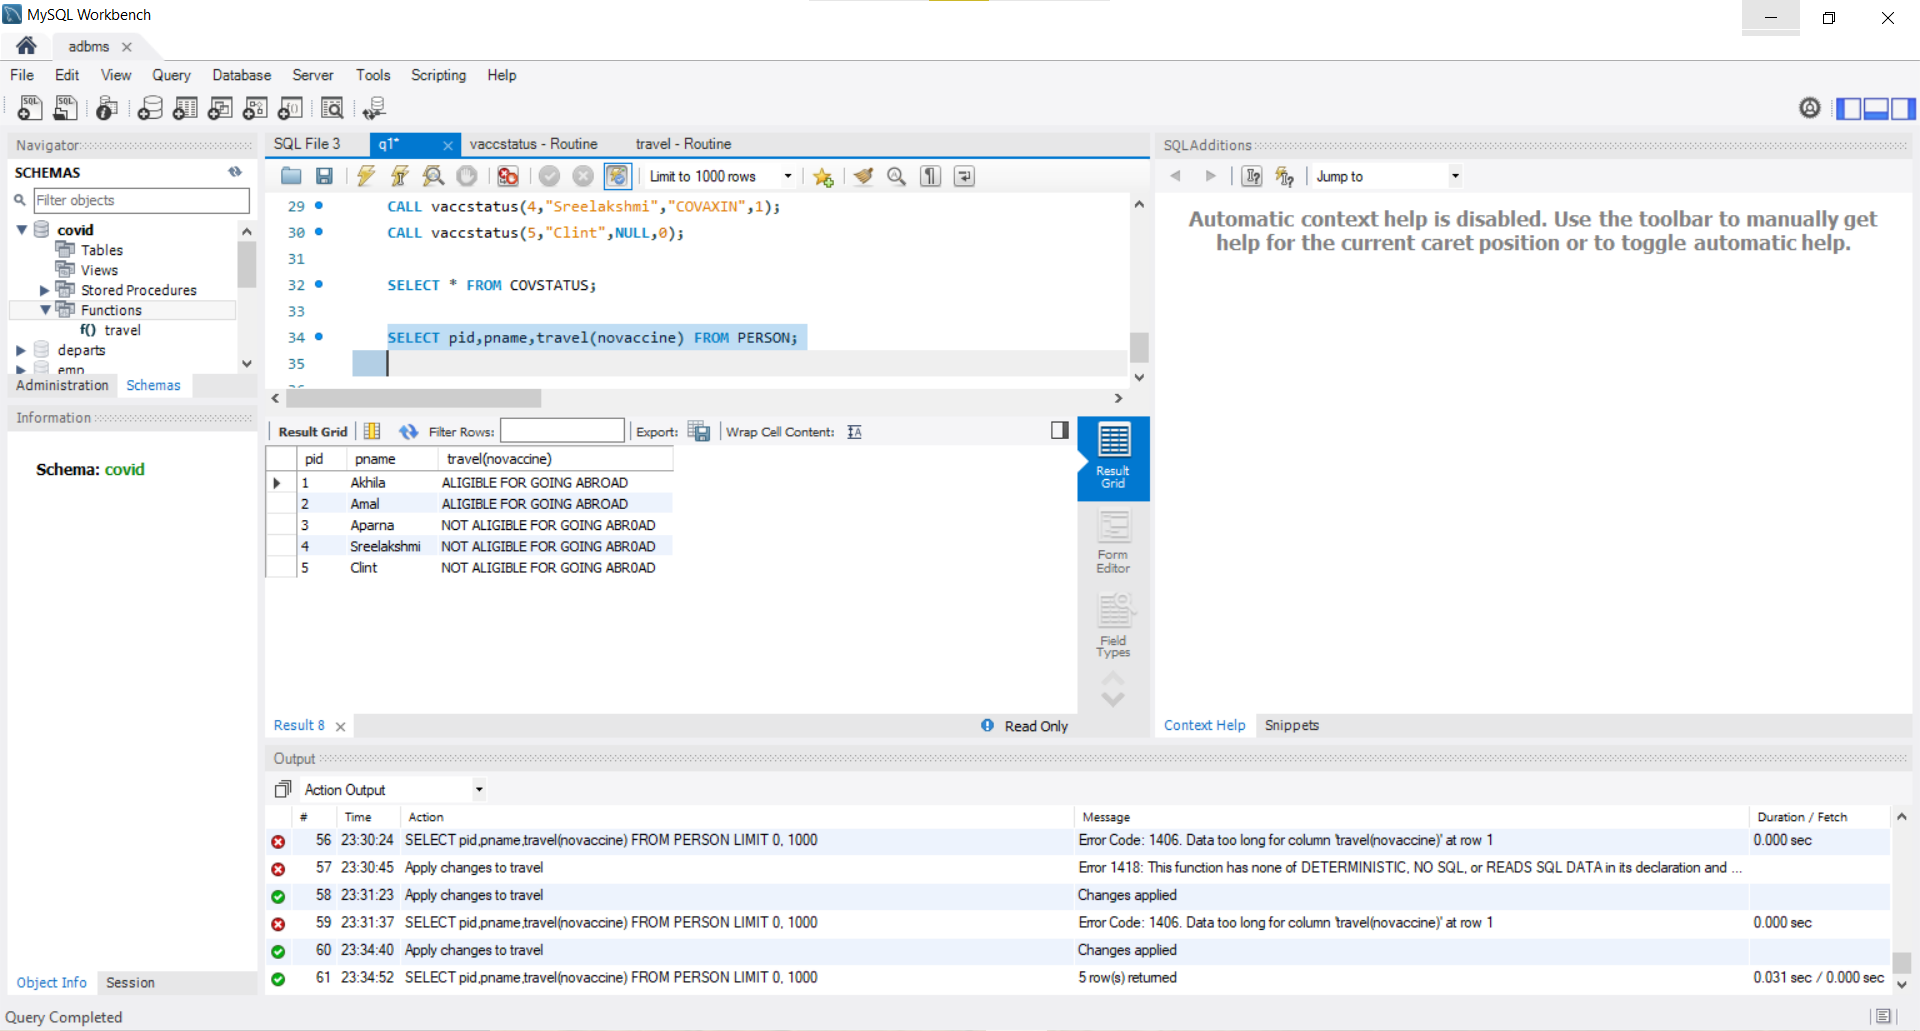 MySQL Workbench
adbms
File Edit View Query Database Server Tools Scripting Help
Navigator
SCHEMAS
Filter objects
covid
Tables
Views
Stored Procedures
Functions
f() travel
departs
emp
Administration Schemas
Information
Schema: covid
Object Info Session
SQL File 3 q1* vaccstatus - Routine travel - Routine
Limit to 1000 rows
29 CALL vaccstatus(4,"Sreelakshmi","COVAXIN",1);
30 CALL vaccstatus(5,"Clint",NULL,0);
31
32 SELECT * FROM COVSTATUS;
33
34 SELECT pid,pname,travel(novaccine) FROM PERSON;
35
Result Grid Filter Rows: Export: Wrap Cell Content:
pid pname travel(novaccine)
1 Akhila ALIGIBLE FOR GOING ABROAD
2 Amal ALIGIBLE FOR GOING ABROAD
3 Aparna NOT ALIGIBLE FOR GOING ABR0AD
4 Sreelakshmi NOT ALIGIBLE FOR GOING ABR0AD
5 Clint NOT ALIGIBLE FOR GOING ABR0AD
Result Grid
Form Editor
Field Types
Result 8 Read Only
SQLAdditions
Jump to
Automatic context help is disabled. Use the toolbar to manually get
help for the current caret position or to toggle automatic help.
Context Help Snippets
Output
Action Output
# Time Action Message Duration / Fetch
56 23:30:24 SELECT pid,pname,travel(novaccine) FROM PERSON LIMIT 0, 1000 Error Code: 1406. Data too long for column 'travel(novaccine)' at row 1 0.000 sec
57 23:30:45 Apply changes to travel Error 1418: This function has none of DETERMINISTIC, NO SQL, or READS SQL DATA in its declaration and ...
58 23:31:23 Apply changes to travel Changes applied
59 23:31:37 SELECT pid,pname,travel(novaccine) FROM PERSON LIMIT 0, 1000 Error Code: 1406. Data too long for column 'travel(novaccine)' at row 1 0.000 sec
60 23:34:40 Apply changes to travel Changes applied
61 23:34:52 SELECT pid,pname,travel(novaccine) FROM PERSON LIMIT 0, 1000 5 row(s) returned 0.031 sec / 0.000 sec
Query Completed